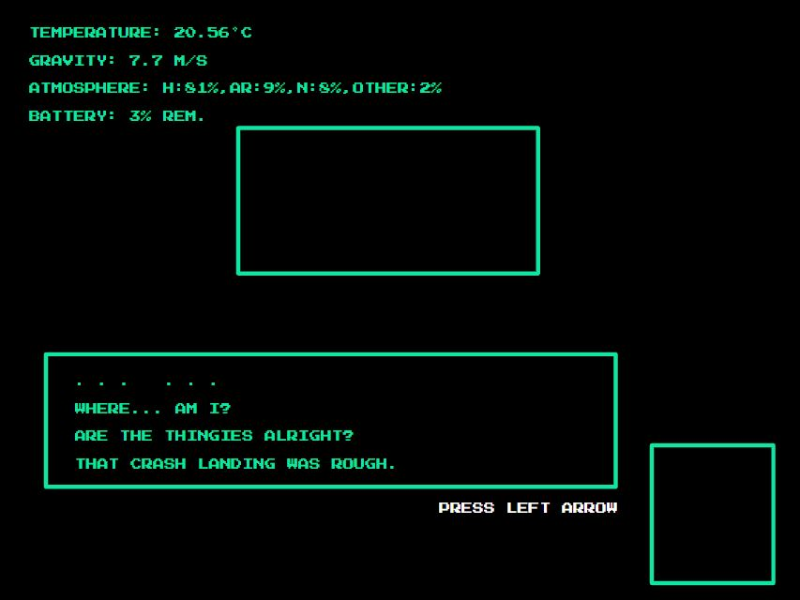 TEMPERATURE: 20.56°C
GRAVITY: 7.7 M/S
ATMOSPHERE: H:81%,AR:9%,N:8%,OTHER:2%
BATTERY: 3% REM.
. . .   . . .
WHERE... AM I?
ARE THE THINGIES ALRIGHT?
THAT CRASH LANDING WAS ROUGH.
PRESS LEFT ARROW